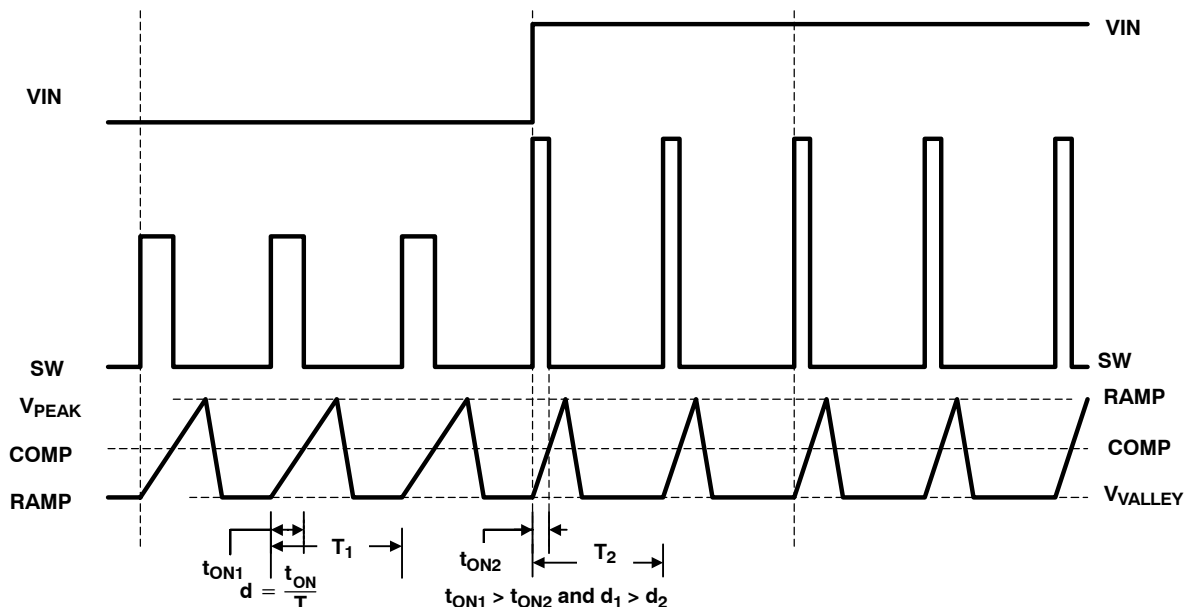 VIN
VIN
SW
SW
VPEAK
RAMP
COMP
COMP
RAMP
VVALLEY
tON1
T1
tON2
T2
d = tON
T
tON1 > tON2 and d1 > d2